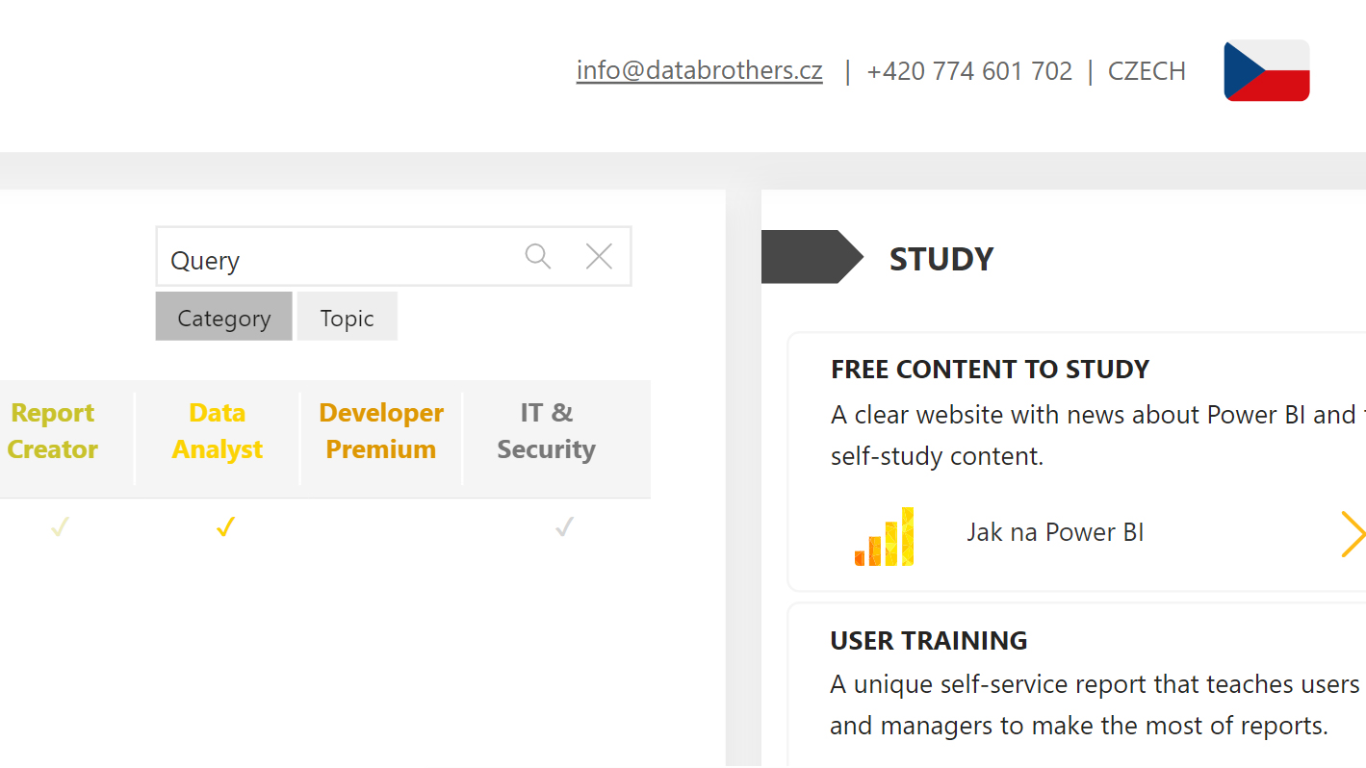 info@databrothers.cz | +420 774 601 702 | CZECH
Query
Category Topic
Report Creator
Data Analyst
Developer Premium
IT & Security
✓ ✓ ✓
STUDY
FREE CONTENT TO STUDY
A clear website with news about Power BI and
self-study content.
Jak na Power BI
USER TRAINING
A unique self-service report that teaches users
and managers to make the most of reports.